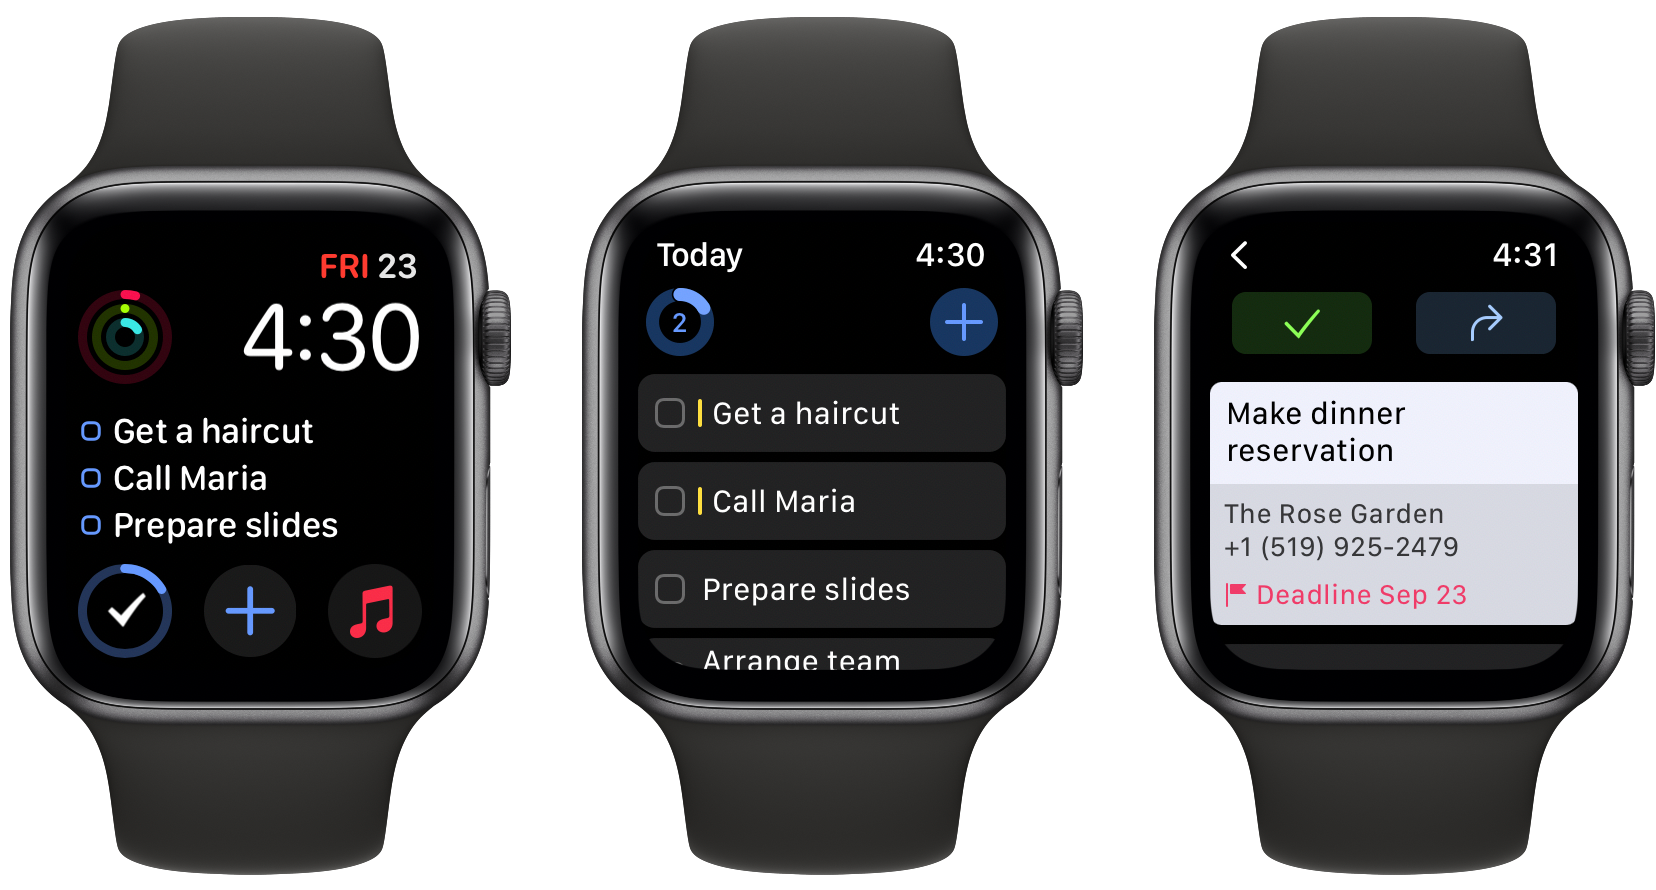 FRI 23
4:30
Get a haircut
Call Maria
Prepare slides
Today 4:30
2
Get a haircut
Call Maria
Prepare slides
Arrange team
4:31
Make dinner
reservation
The Rose Garden
+1 (519) 925-2479
Deadline Sep 23